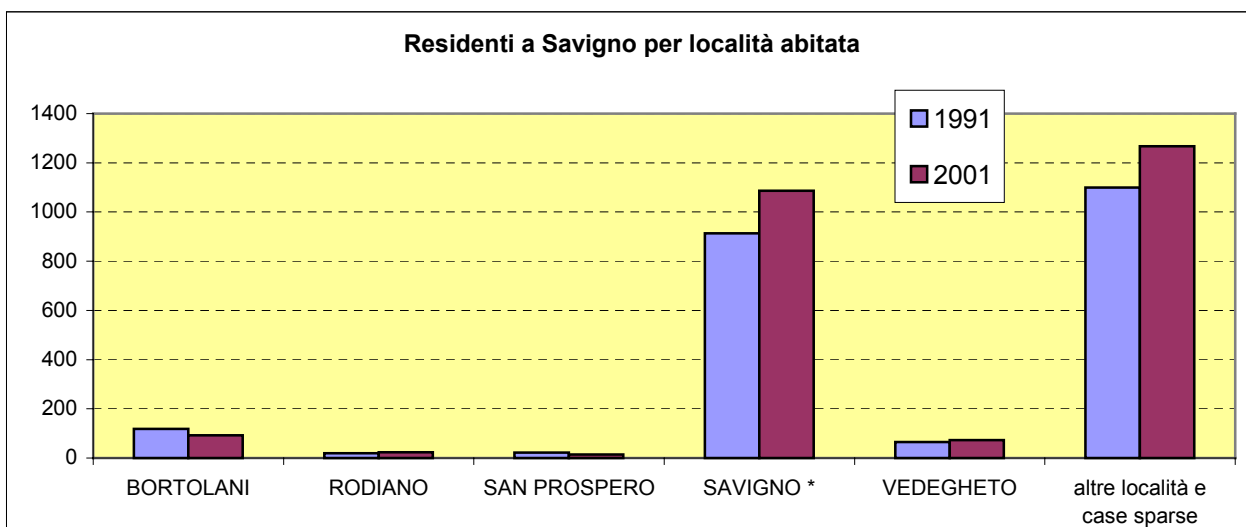 Residenti a Savigno per località abitata
1400
1200
1000
800
600
400
200
0
1991
2001
BORTOLANI
RODIANO
SAN PROSPERO
SAVIGNO *
VEDEGHETO
altre località e
case sparse